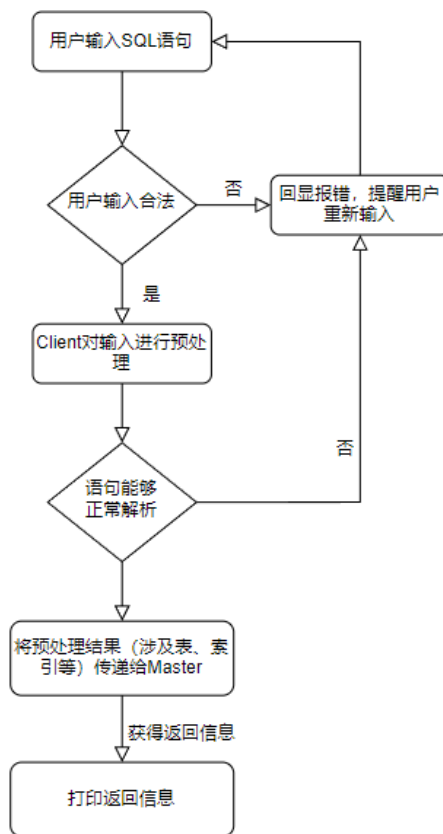 用户输入SQL语句
用户输入合法
否
回显报错，提醒用户
重新输入
是
Client对输入进行预处
理
否
语句能够
正常解析
将预处理结果（涉及表、索
引等）传递给Master
获得返回信息
打印返回信息